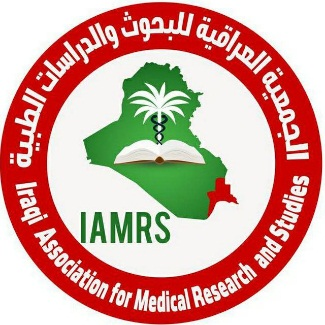 الجمعية العراقية للبحوث والدراسات الطبية
IAMRS
Iraqi Association for Medical Research and Studies